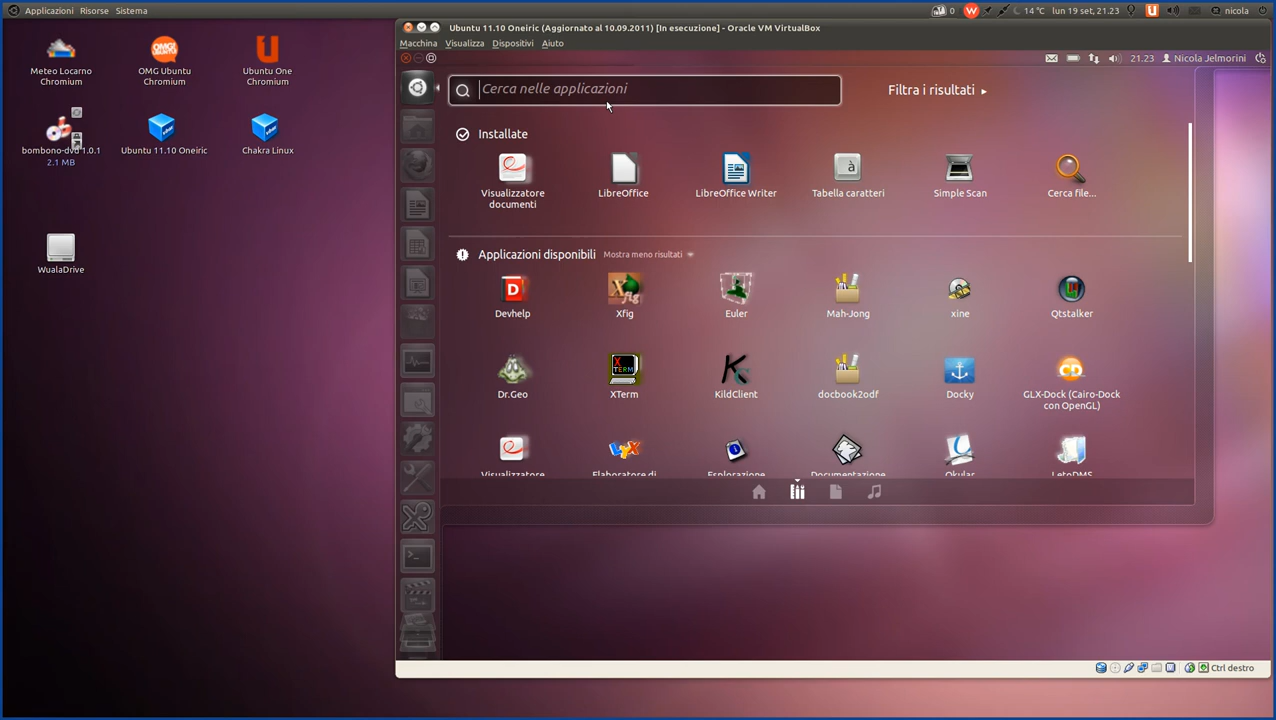 Applicazioni Risorse Sistema
0
14 °C lun 19 set, 21.23
nicola
Ubuntu 11.10 Oneiric (Aggiornato al 10.09.2011) [In esecuzione] - Oracle VM VirtualBox
Macchina Visualizza Dispositivi Aiuto
21.23 Nicola Jelmorini
Meteo Locarno
Chromium
OMG Ubuntu
Chromium
Ubuntu One
Chromium
bombono-dvd 1.0.1
2.1 MB
Ubuntu 11.10 Oneiric
Chakra Linux
WualaDrive
Cerca nelle applicazioni
Filtra i risultati ▸
Installate
Visualizzatore
documenti
LibreOffice
LibreOffice Writer
Tabella caratteri
Simple Scan
Cerca file...
Applicazioni disponibili Mostra meno risultati
Devhelp
Xfig
Euler
Mah-Jong
xine
Qtstalker
Dr.Geo
XTerm
KildClient
docbook2odf
Docky
GLX-Dock (Cairo-Dock
con OpenGL)
Visualizzatore
Elaboratore di
Esplorazione
Documentazione
Okular
LetoDMS
Ctrl destro